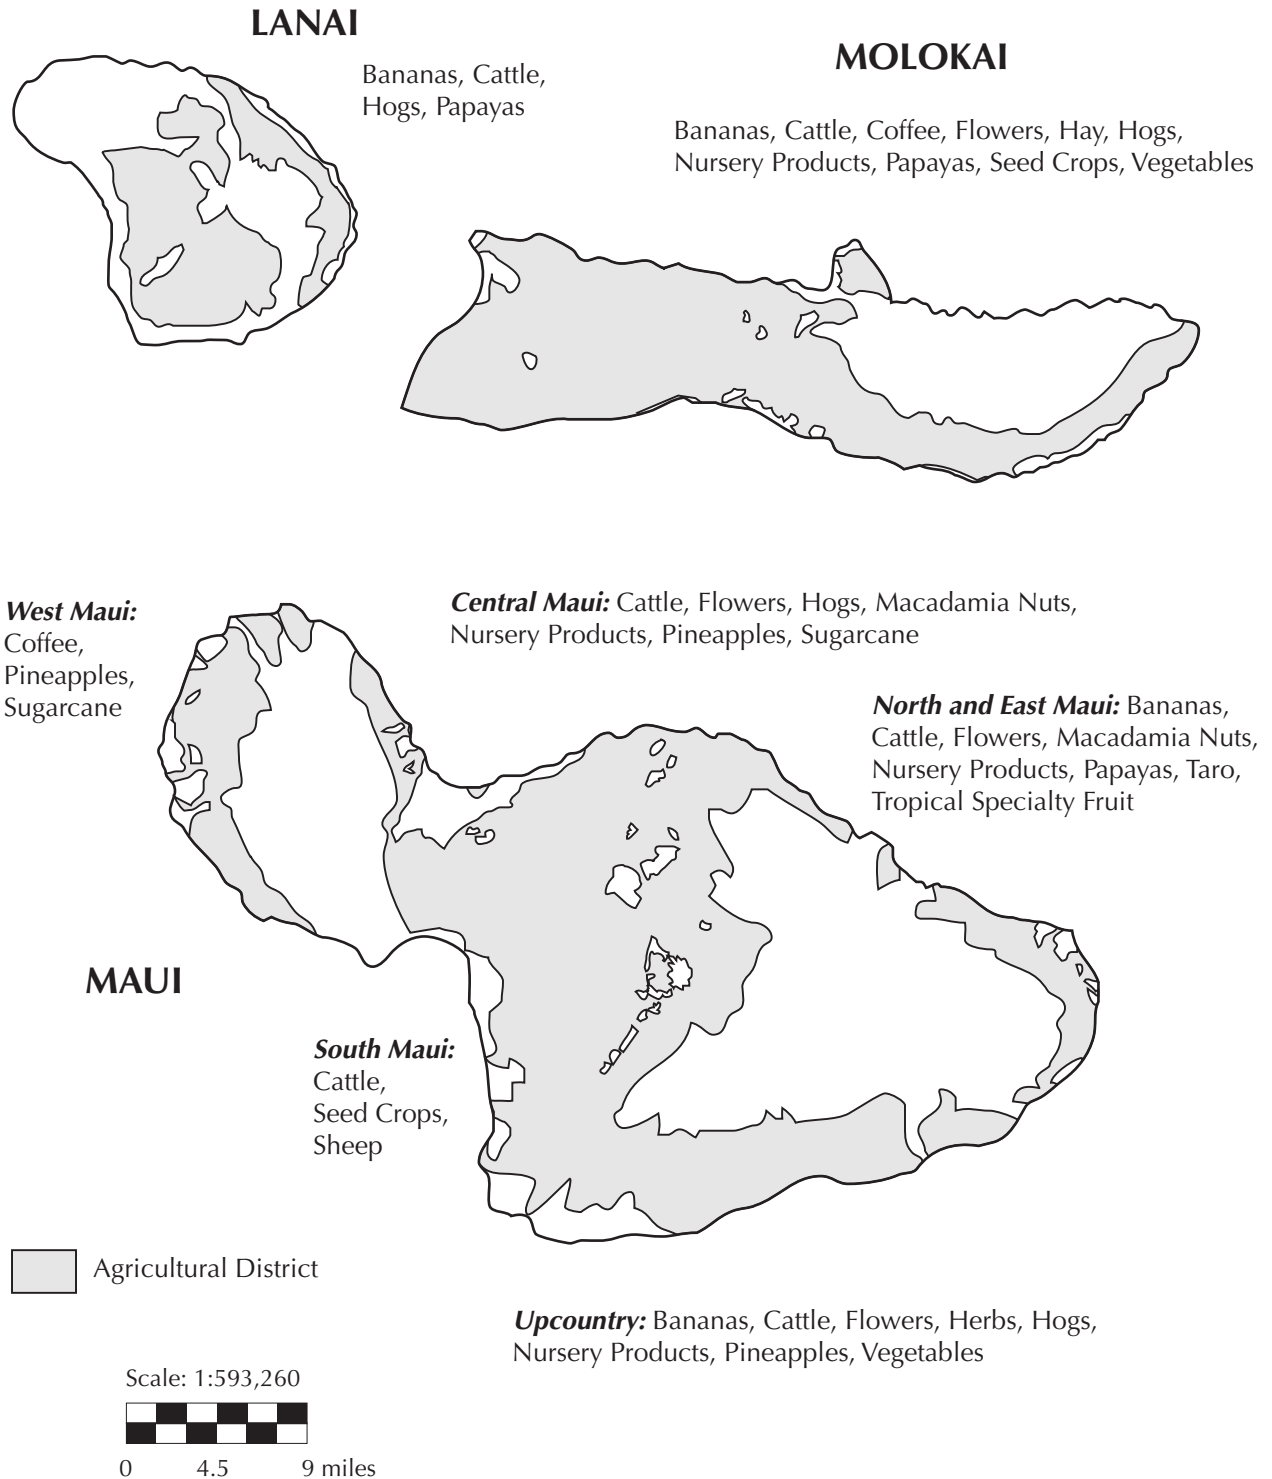 LANAI
Bananas, Cattle,
Hogs, Papayas
MOLOKAI
Bananas, Cattle, Coffee, Flowers, Hay, Hogs,
Nursery Products, Papayas, Seed Crops, Vegetables
West Maui:
Coffee,
Pineapples,
Sugarcane
Central Maui: Cattle, Flowers, Hogs, Macadamia Nuts,
Nursery Products, Pineapples, Sugarcane
North and East Maui: Bananas,
Cattle, Flowers, Macadamia Nuts,
Nursery Products, Papayas, Taro,
Tropical Specialty Fruit
MAUI
South Maui:
Cattle,
Seed Crops,
Sheep
Agricultural District
Upcountry: Bananas, Cattle, Flowers, Herbs, Hogs,
Nursery Products, Pineapples, Vegetables
Scale: 1:593,260
0 4.5 9 miles